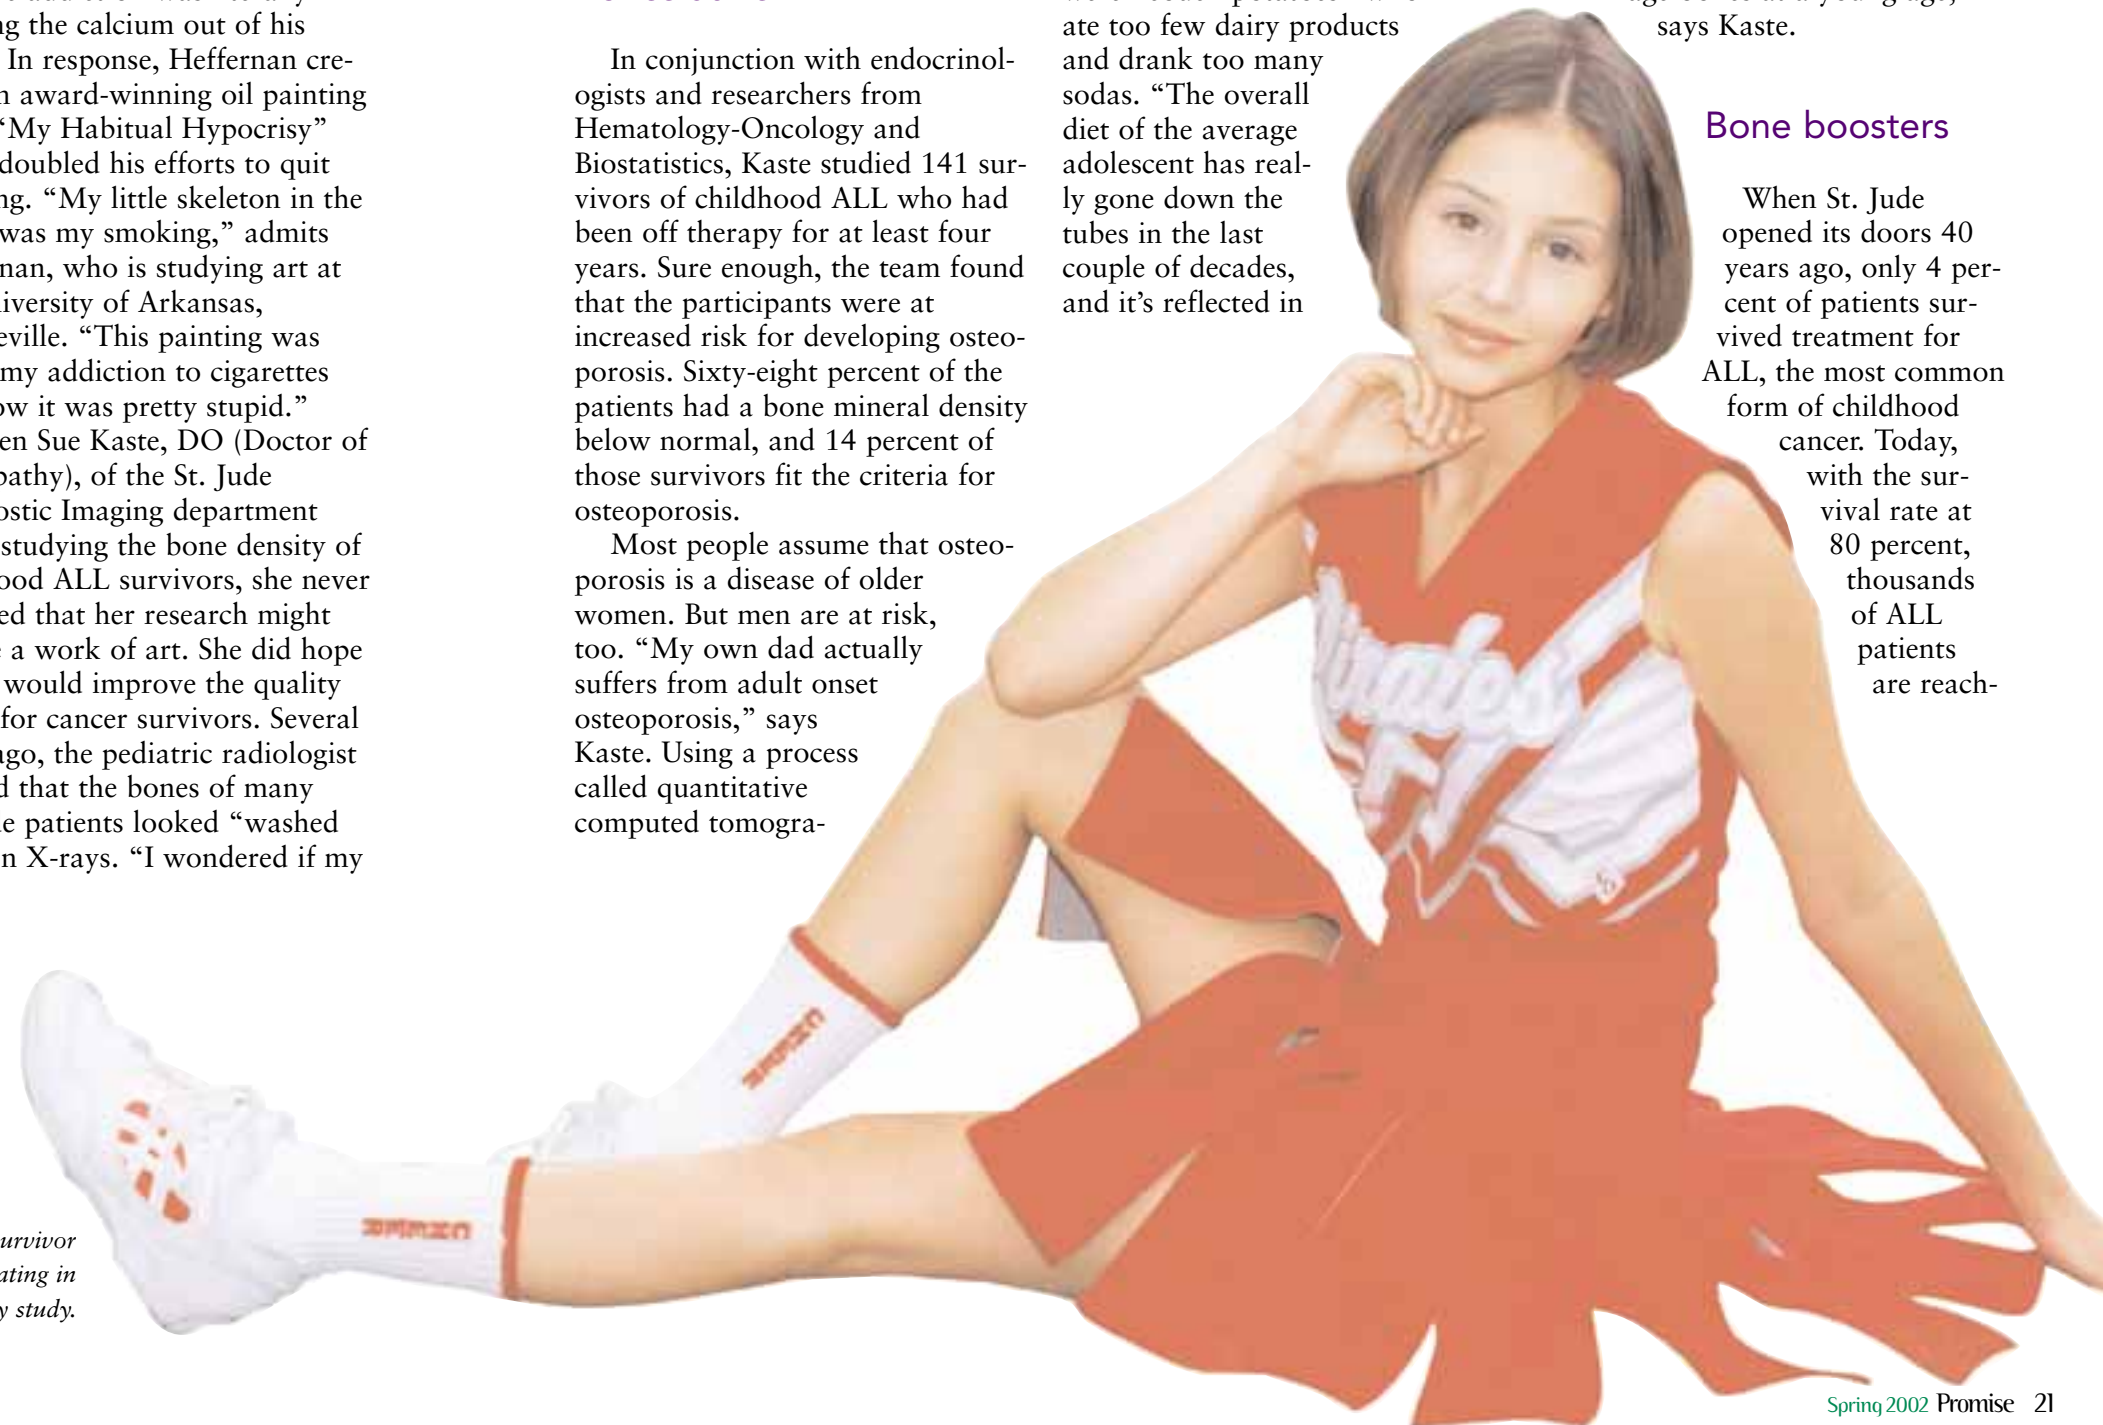 ng the calcium out of his
In response, Heffernan cre-
n award-winning oil painting
“My Habitual Hypocrisy”
doubled his efforts to quit
ng. “My little skeleton in the
was my smoking,” admits
nan, who is studying art at
niversity of Arkansas,
eville. “This painting was
my addiction to cigarettes
ow it was pretty stupid.”
en Sue Kaste, DO (Doctor of
pathy), of the St. Jude
ostic Imaging department
studying the bone density of
ood ALL survivors, she never
ed that her research might
e a work of art. She did hope
would improve the quality
for cancer survivors. Several
ago, the pediatric radiologist
d that the bones of many
de patients looked “washed
n X-rays. “I wondered if my
urvivor
ating in
y study.
In conjunction with endocrinol-
ogists and researchers from
Hematology-Oncology and
Biostatistics, Kaste studied 141 sur-
vivors of childhood ALL who had
been off therapy for at least four
years. Sure enough, the team found
that the participants were at
increased risk for developing osteo-
porosis. Sixty-eight percent of the
patients had a bone mineral density
below normal, and 14 percent of
those survivors fit the criteria for
osteoporosis.
Most people assume that osteo-
porosis is a disease of older
women. But men are at risk,
too. “My own dad actually
suffers from adult onset
osteoporosis,” says
Kaste. Using a process
called quantitative
computed tomogra-
ate too few dairy products
and drank too many
sodas. “The overall
diet of the average
adolescent has real-
ly gone down the
tubes in the last
couple of decades,
and it’s reflected in
says Kaste.
Bone boosters
When St. Jude
opened its doors 40
years ago, only 4 per-
cent of patients sur-
vived treatment for
ALL, the most common
form of childhood
cancer. Today,
with the sur-
vival rate at
80 percent,
thousands
of ALL
patients
are reach-
CHEER
CHEER
Spring 2002 Promise 21